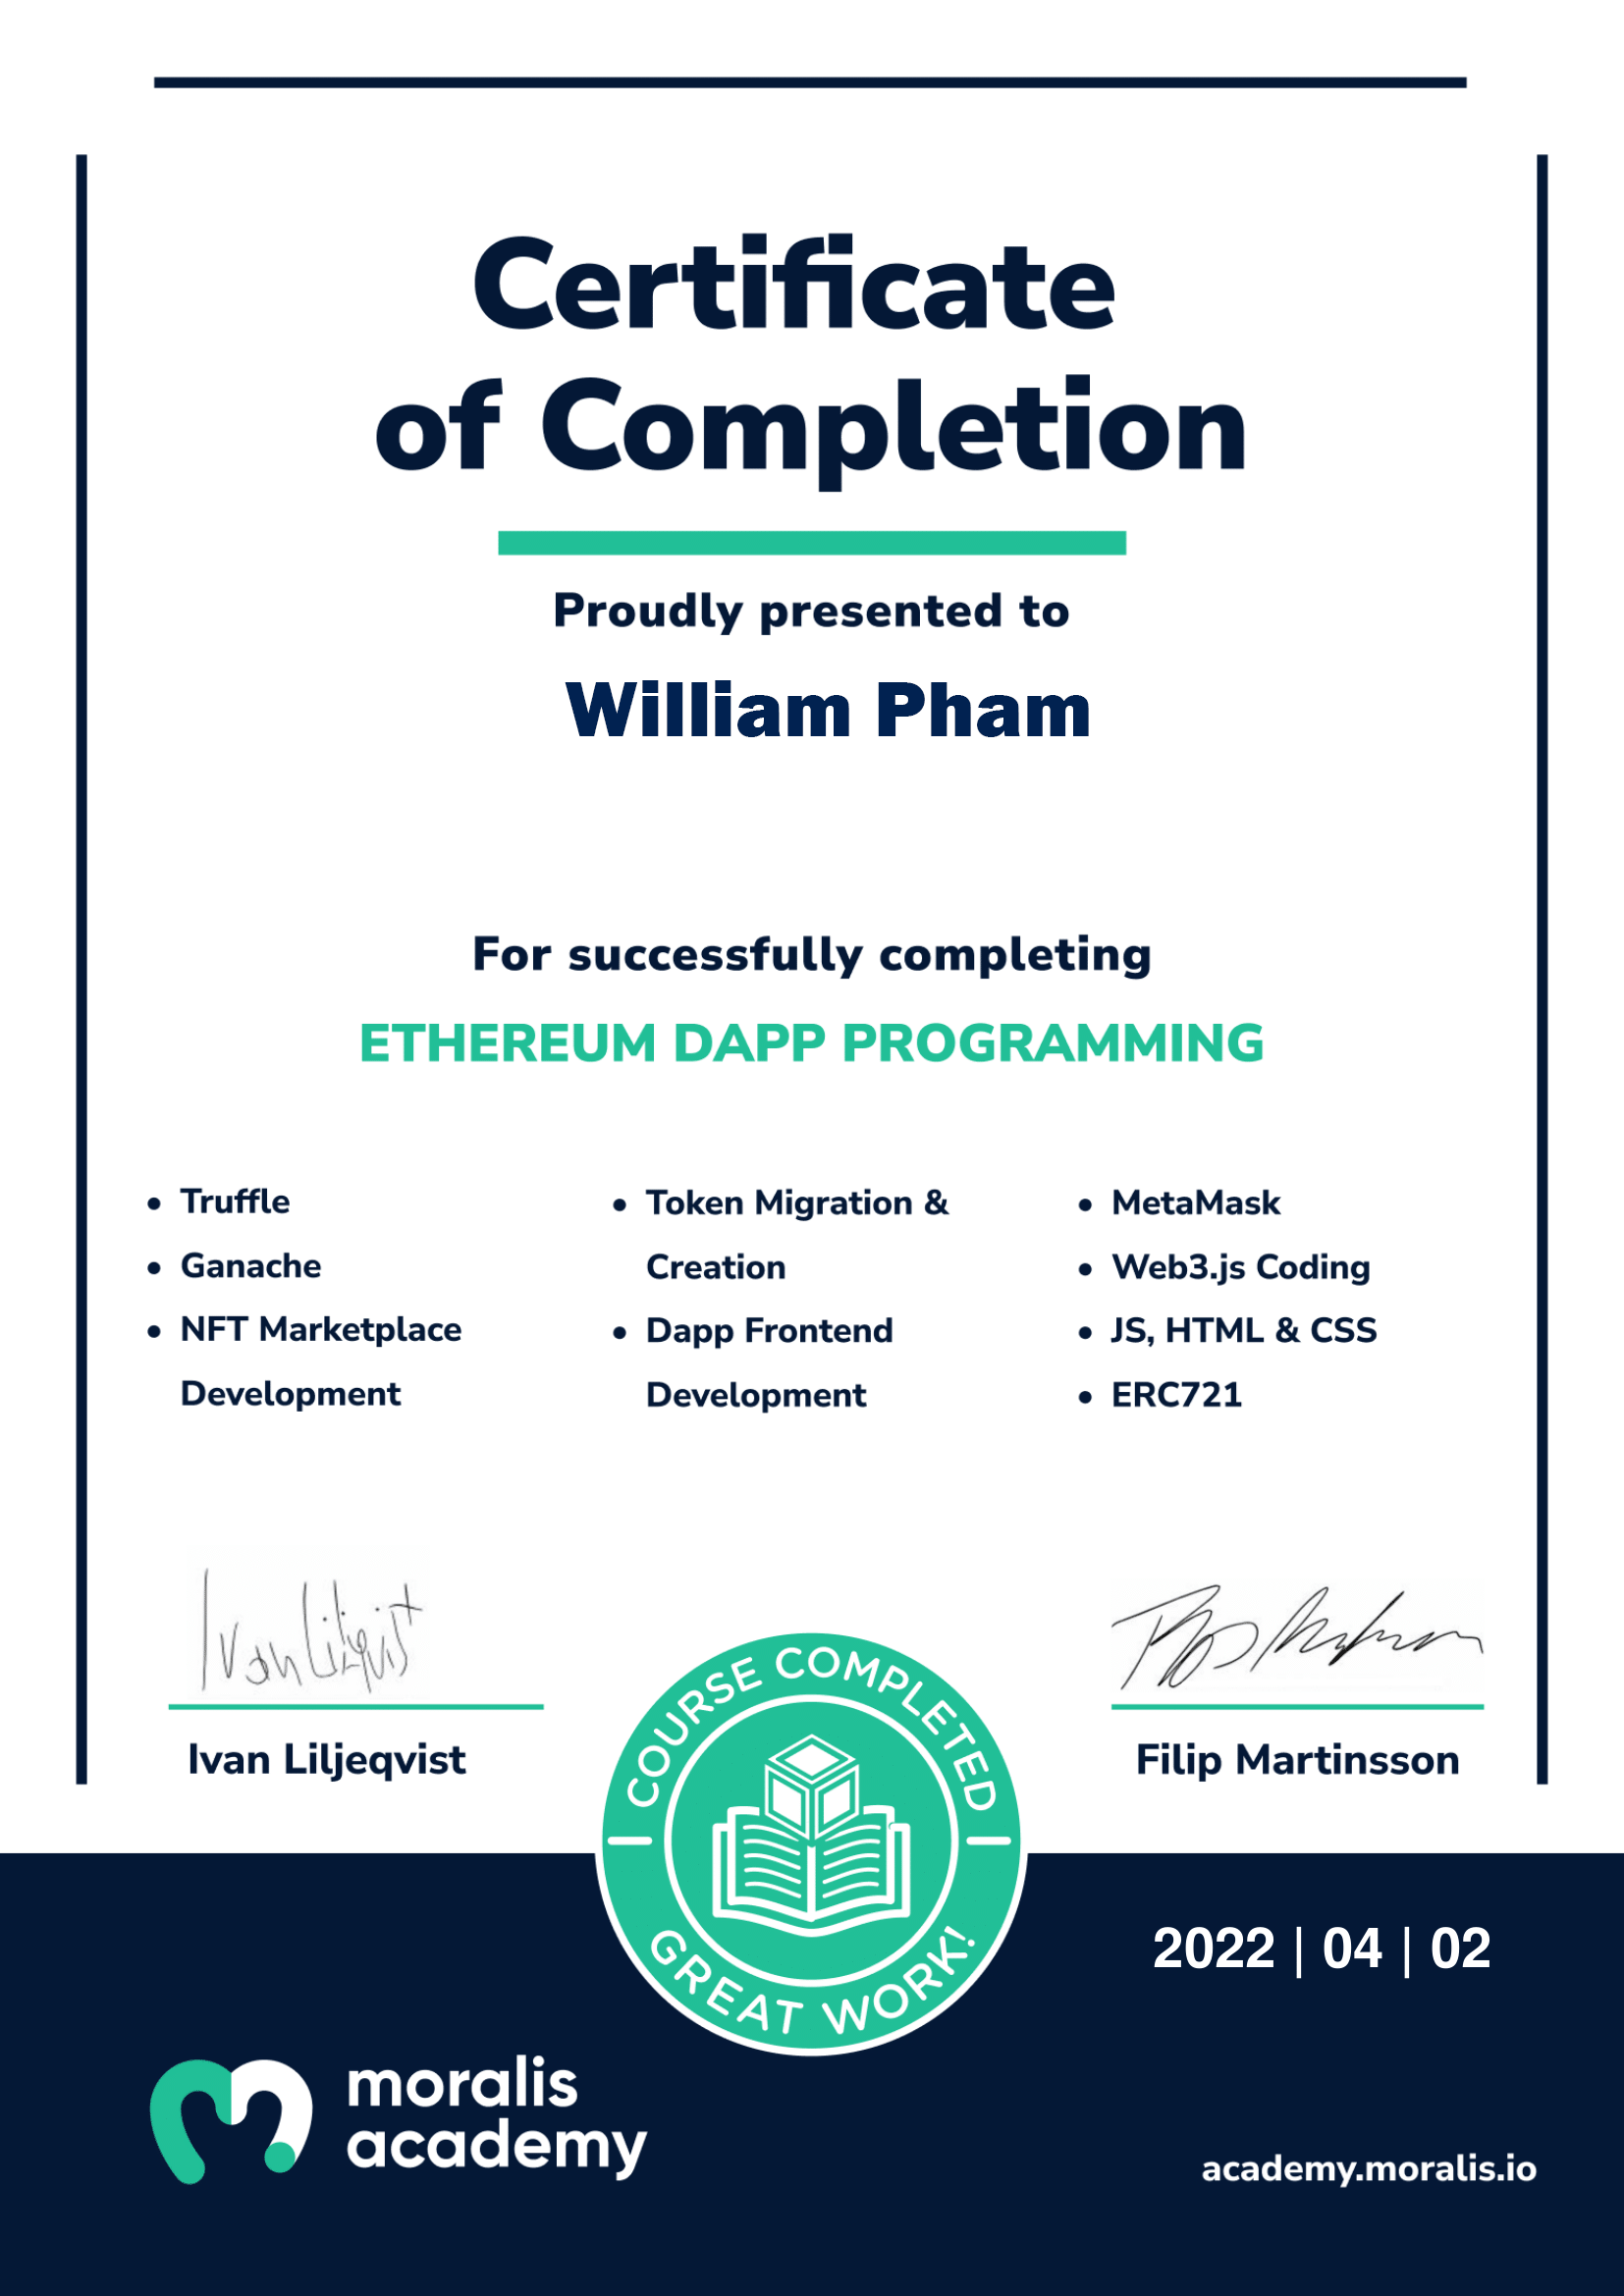 Certificate
of Completion
Proudly presented to
William Pham
For successfully completing
ETHEREUM DAPP PROGRAMMING
• Truffle
• Ganache
• NFT Marketplace
Development
• Token Migration &
Creation
• Dapp Frontend
Development
• MetaMask
• Web3.js Coding
• JS, HTML & CSS
• ERC721
Ivan Liljeqvist
Ivan Liljeqvist
Filip Martinsson
COURSE COMPLETED
GREAT WORK!
2022 | 04 | 02
moralis
academy
academy.moralis.io